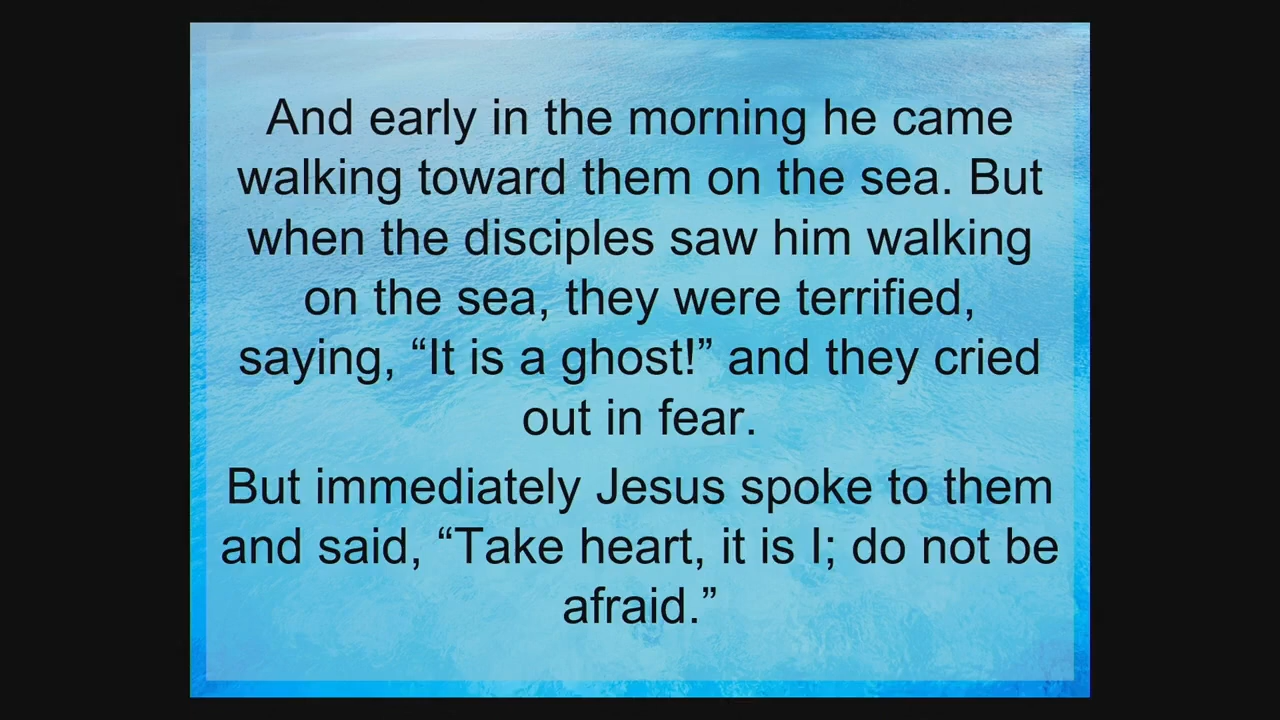 And early in the morning he came
walking toward them on the sea. But
when the disciples saw him walking
on the sea, they were terrified,
saying, “It is a ghost!” and they cried
out in fear.
But immediately Jesus spoke to them
and said, “Take heart, it is I; do not be
afraid.”